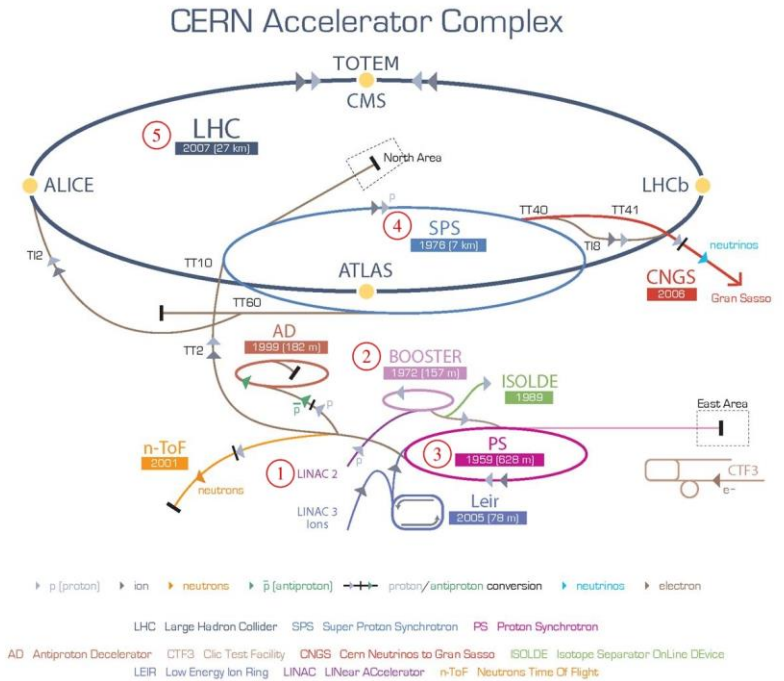 CERN Accelerator Complex
TOTEM
CMS
5
LHC
2007 (27 km)
North Area
ALICE
LHCb
p
4
SPS
1976 (7 km)
TT40
TT41
TI8
neutrinos
TI2
TT10
ATLAS
CNGS
2006
Gran Sasso
TT60
AD
1999 (182 m)
TT2
2
BOOSTER
1972 (157 m)
ISOLDE
1989
p̅
p
East Area
n-ToF
2001
neutrons
1
LINAC 2
p
3
PS
1959 (628 m)
CTF3
e-
LINAC 3
Ions
Leir
2005 (78 m)
p (proton) ion neutrons p̅ (antiproton) proton/antiproton conversion neutrinos electron
LHC Large Hadron Collider SPS Super Proton Synchrotron PS Proton Synchrotron
AD Antiproton Decelerator CTF3 Clic Test Facility CNGS Cern Neutrinos to Gran Sasso ISOLDE Isotope Separator OnLine DEvice
LEIR Low Energy Ion Ring LINAC LINear ACcelerator n-ToF Neutrons Time Of Flight